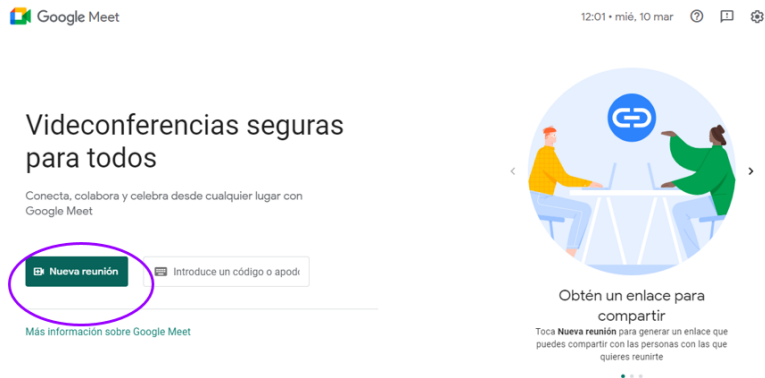 Google Meet
12:01 • mié, 10 mar
Videconferencias seguras
para todos
Conecta, colabora y celebra desde cualquier lugar con
Google Meet
Nueva reunión
Introduce un código o apodo
Más información sobre Google Meet
Obtén un enlace para
compartir
Toca Nueva reunión para generar un enlace que
puedes compartir con las personas con las que
quieres reunirte